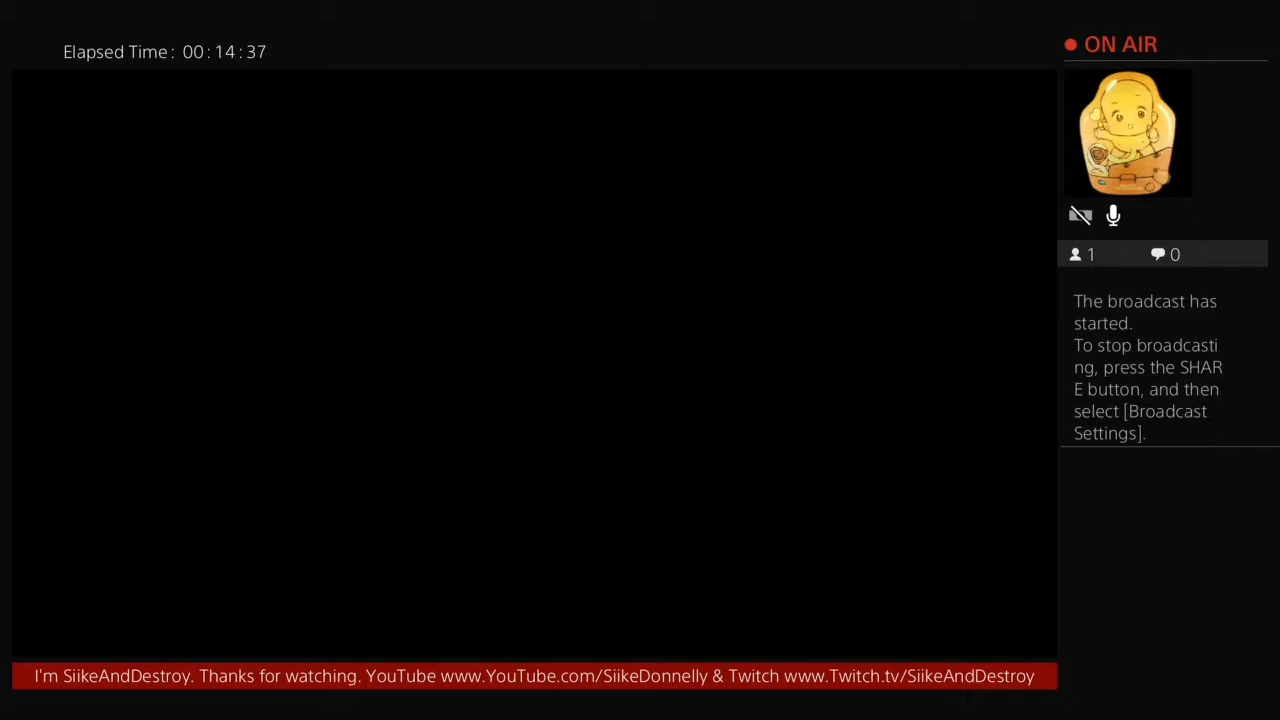 Elapsed Time: 00:14:37
ON AIR
1 0
The broadcast has
started.
To stop broadcasti
ng, press the SHAR
E button, and then
select [Broadcast
Settings].
I'm SiikeAndDestroy. Thanks for watching. YouTube www.YouTube.com/SiikeDonnelly & Twitch www.Twitch.tv/SiikeAndDestroy